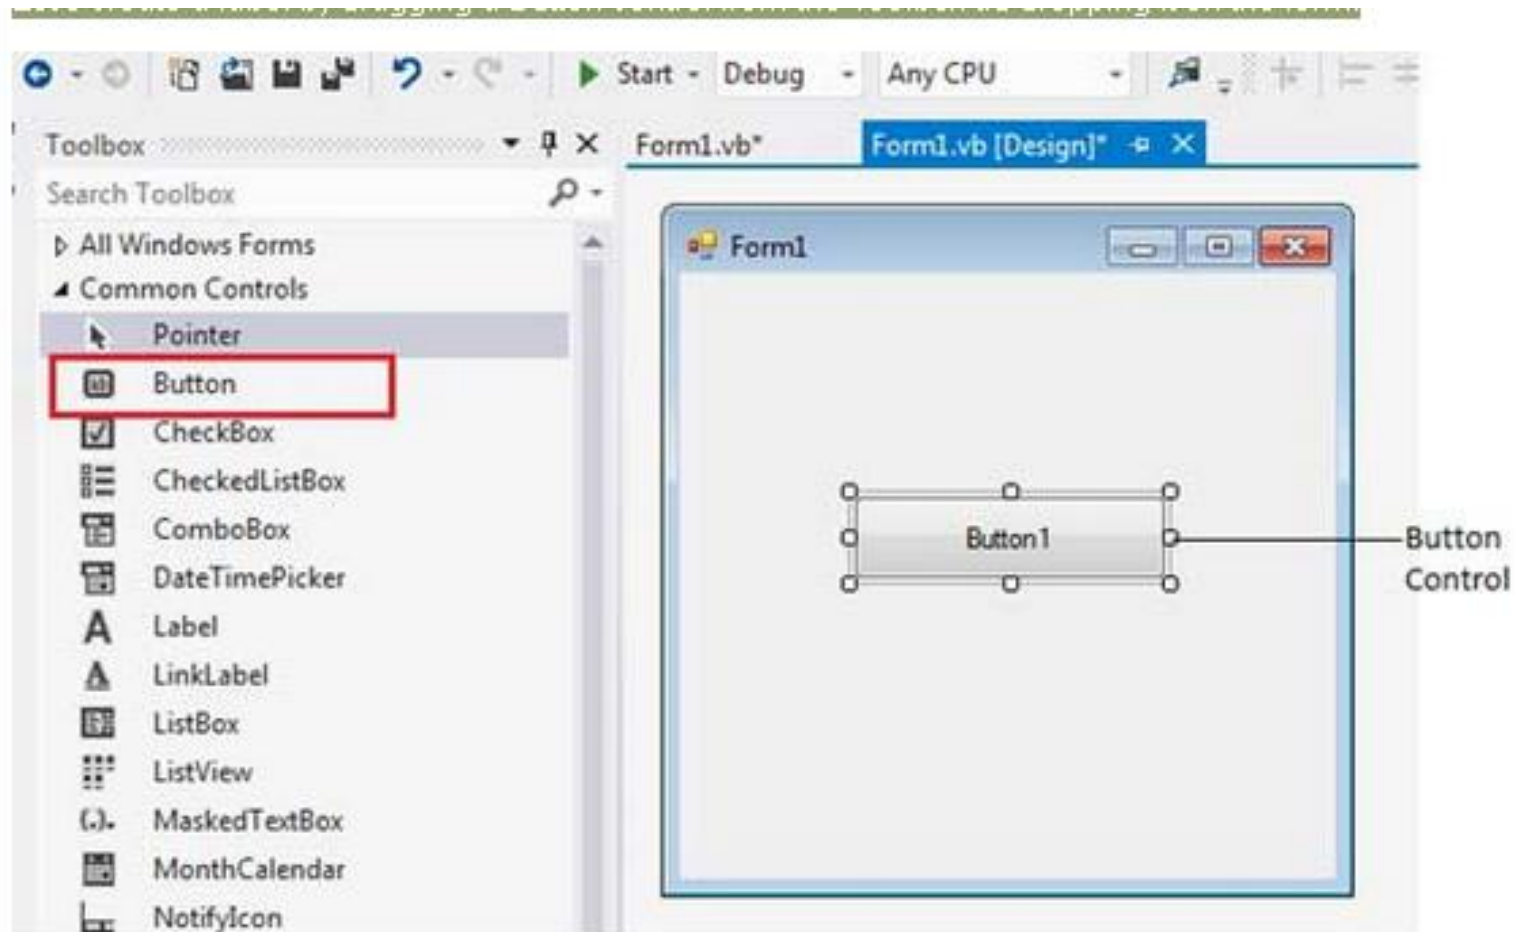 Start
Debug
Any CPU
Toolbox
Form1.vb*
Form1.vb [Design]*
Search Toolbox
All Windows Forms
Form1
Common Controls
Pointer
Button
CheckBox
CheckedListBox
ComboBox
DateTimePicker
Label
LinkLabel
ListBox
ListView
MaskedTextBox
MonthCalendar
NotifyIcon
Button1
Button
Control